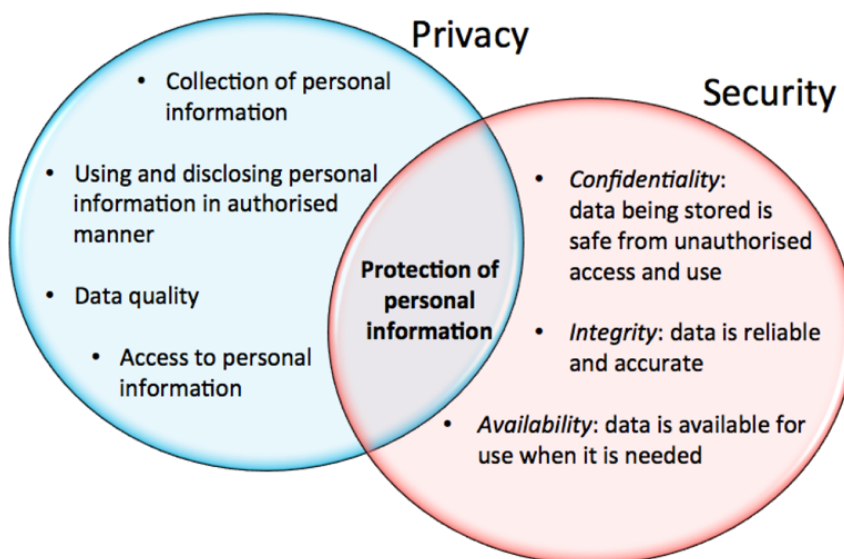 Privacy
• Collection of personal
information
• Using and disclosing personal
information in authorised
manner
• Data quality
• Access to personal
information
Protection of
personal
information
Security
• Confidentiality:
data being stored is
safe from unauthorised
access and use
• Integrity: data is reliable
and accurate
• Availability: data is available for
use when it is needed